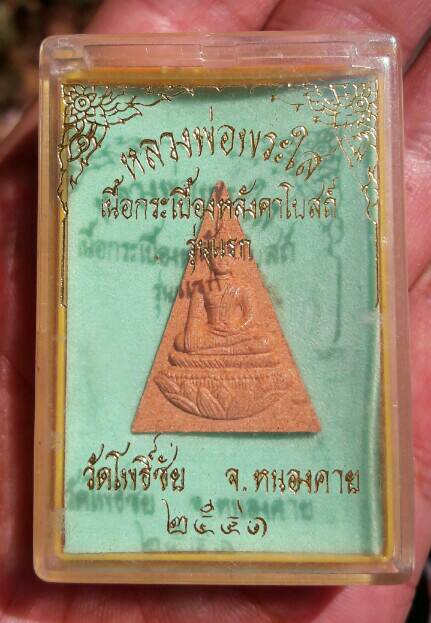 หลวงพ่อพระใส
เนื้อกระเบื้องหลังคาโบสถ์
รุ่นแรก
วัดโพธิ์ชัย จ.หนองคาย
๒๕๕๑